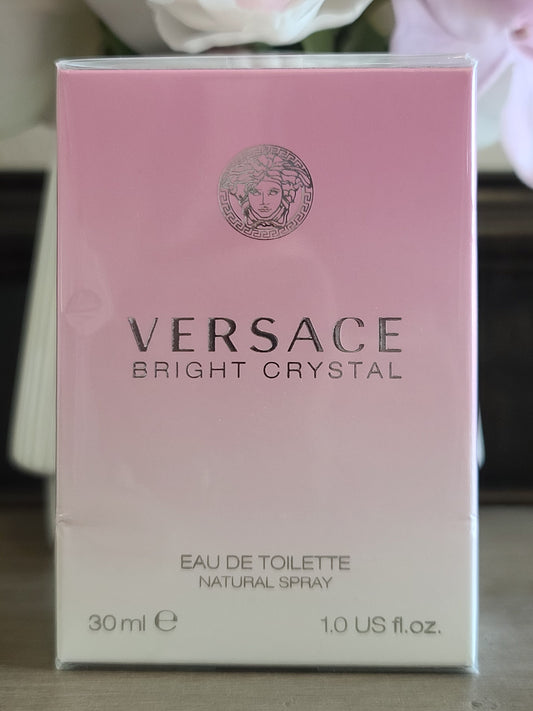 VERSACE
BRIGHT CRYSTAL
EAU DE TOILETTE
NATURAL SPRAY
30 ml ℮ 1.0 US fl.oz.